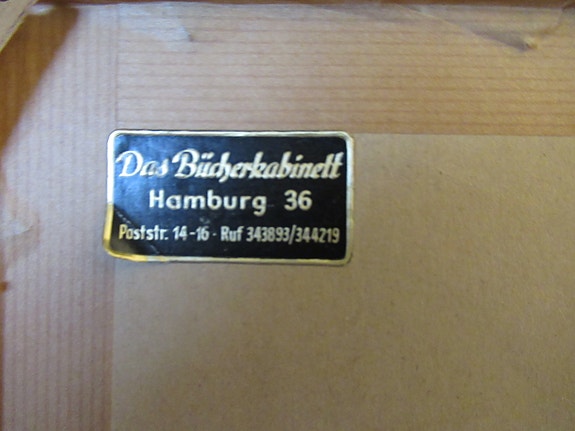 Das Bücherkabinett
Hamburg 36
Poststr. 14-16 · Ruf 343893/344219